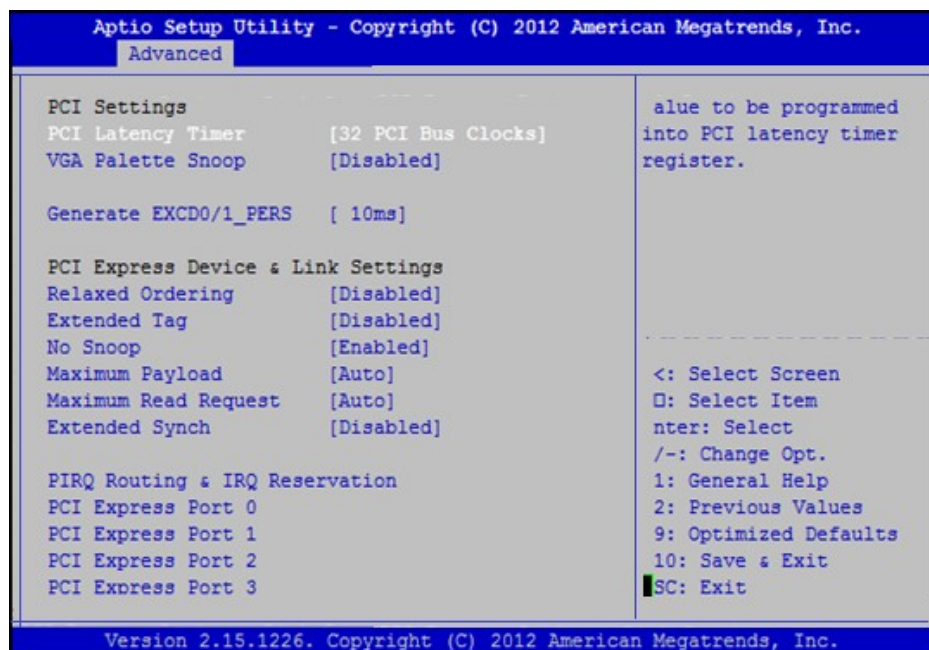 Aptio Setup Utility - Copyright (C) 2012 American Megatrends, Inc.
Advanced
PCI Settings
PCI Latency Timer [32 PCI Bus Clocks]
VGA Palette Snoop [Disabled]
Generate EXCD0/1_PERS [ 10ms]
PCI Express Device & Link Settings
Relaxed Ordering [Disabled]
Extended Tag [Disabled]
No Snoop [Enabled]
Maximum Payload [Auto]
Maximum Read Request [Auto]
Extended Synch [Disabled]
PIRQ Routing & IRQ Reservation
PCI Express Port 0
PCI Express Port 1
PCI Express Port 2
PCI Express Port 3
alue to be programmed
into PCI latency timer
register.
<: Select Screen
□: Select Item
nter: Select
/-: Change Opt.
1: General Help
2: Previous Values
9: Optimized Defaults
10: Save & Exit
SC: Exit
Version 2.15.1226. Copyright (C) 2012 American Megatrends, Inc.